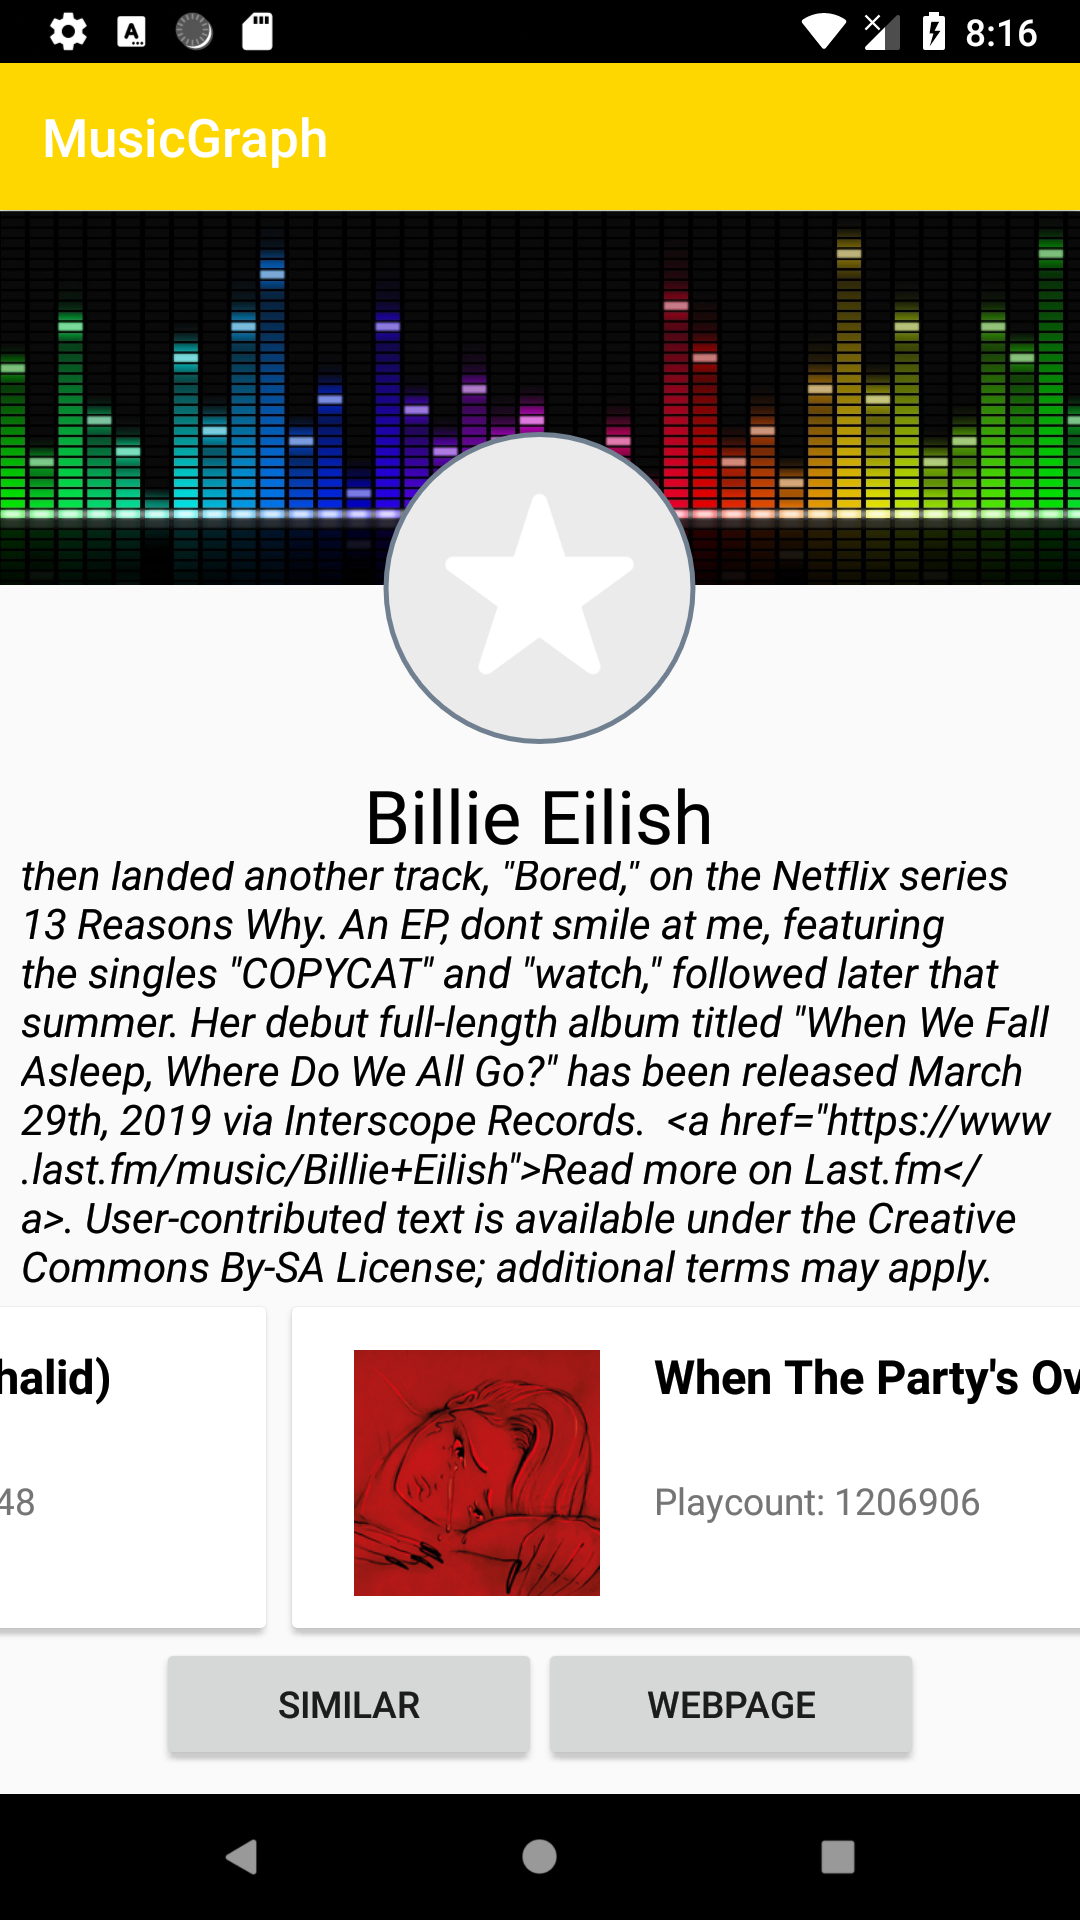 8:16
MusicGraph
Billie Eilish
then landed another track, "Bored," on the Netflix series
13 Reasons Why. An EP, dont smile at me, featuring
the singles "COPYCAT" and "watch," followed later that
summer. Her debut full-length album titled "When We Fall
Asleep, Where Do We All Go?" has been released March
29th, 2019 via Interscope Records.  <a href="https://www
.last.fm/music/Billie+Eilish">Read more on Last.fm</
a>. User-contributed text is available under the Creative
Commons By-SA License; additional terms may apply.
halid)
48
When The Party's Ov
Playcount: 1206906
SIMILAR
WEBPAGE